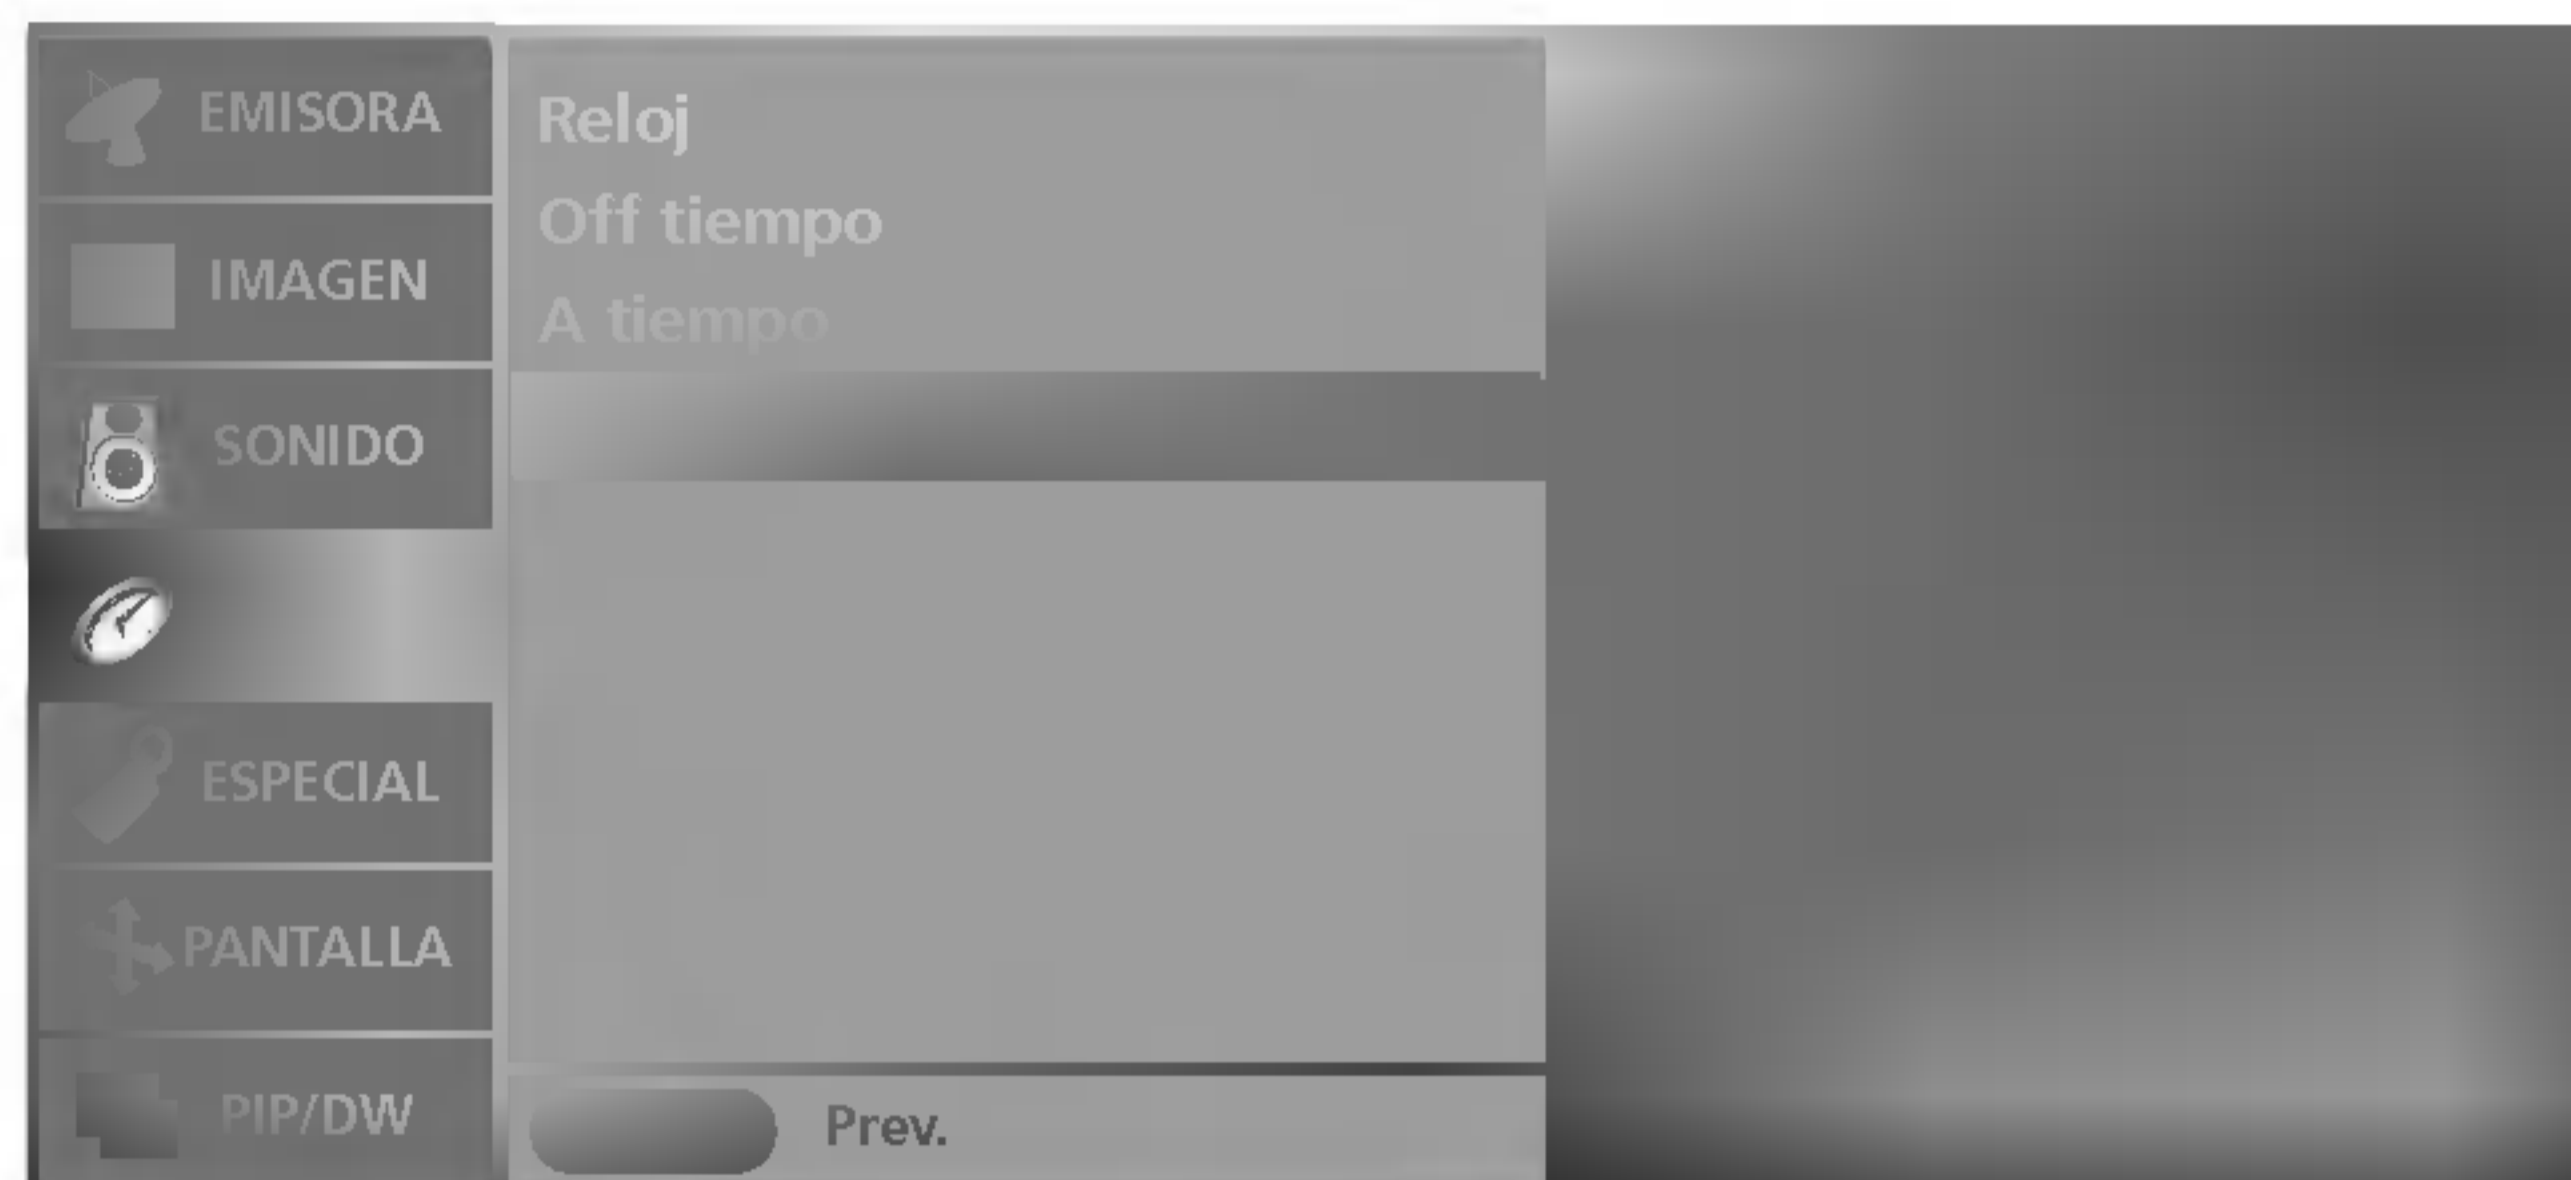 EMISORA
IMAGEN
SONIDO
ESPECIAL
PANTALLA
PIP/DW
Reloj
Off tiempo
A tiempo
Prev.